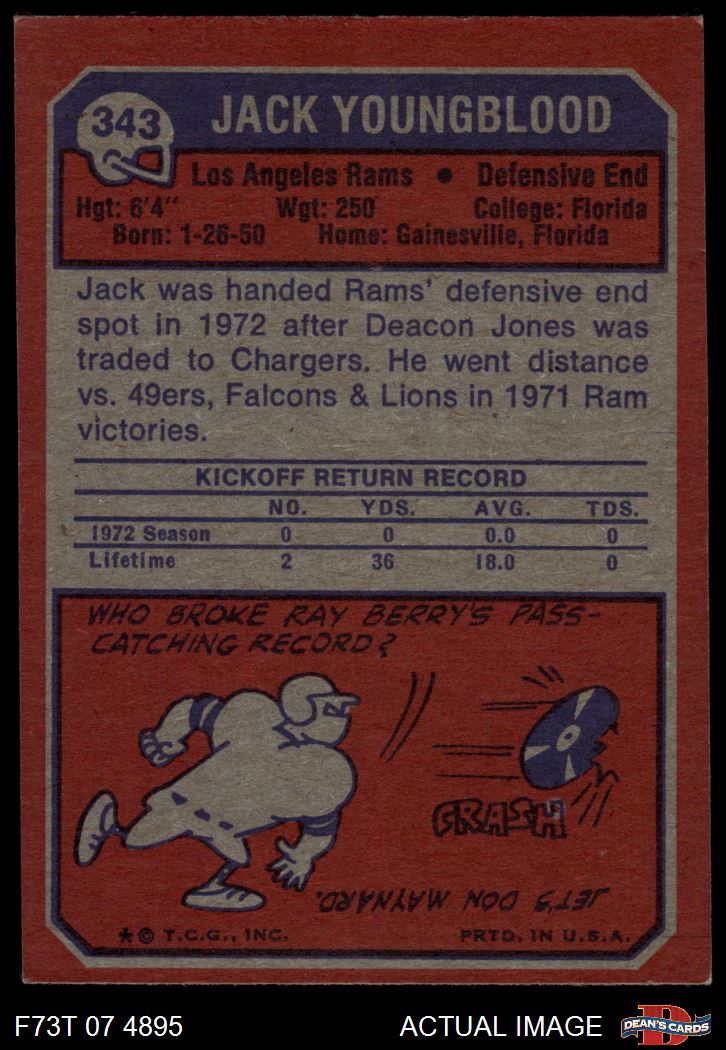 343
JACK YOUNGBLOOD
Los Angeles Rams • Defensive End
Hgt: 6'4" Wgt: 250 College: Florida
Born: 1-26-50 Home: Gainesville, Florida
Jack was handed Rams' defensive end
spot in 1972 after Deacon Jones was
traded to Chargers. He went distance
vs. 49ers, Falcons & Lions in 1971 Ram
victories.
KICKOFF RETURN RECORD
NO. YDS. AVG. TDS.
1972 Season 0 0 0.0 0
Lifetime 2 36 18.0 0
WHO BROKE RAY BERRY'S PASS-
CATCHING RECORD?
CRASH
JET'S DON MAYNARD.
* © T.C.G., INC. PRTD. IN U.S.A.
F73T 07 4895 ACTUAL IMAGE
D
DEAN'S CARDS